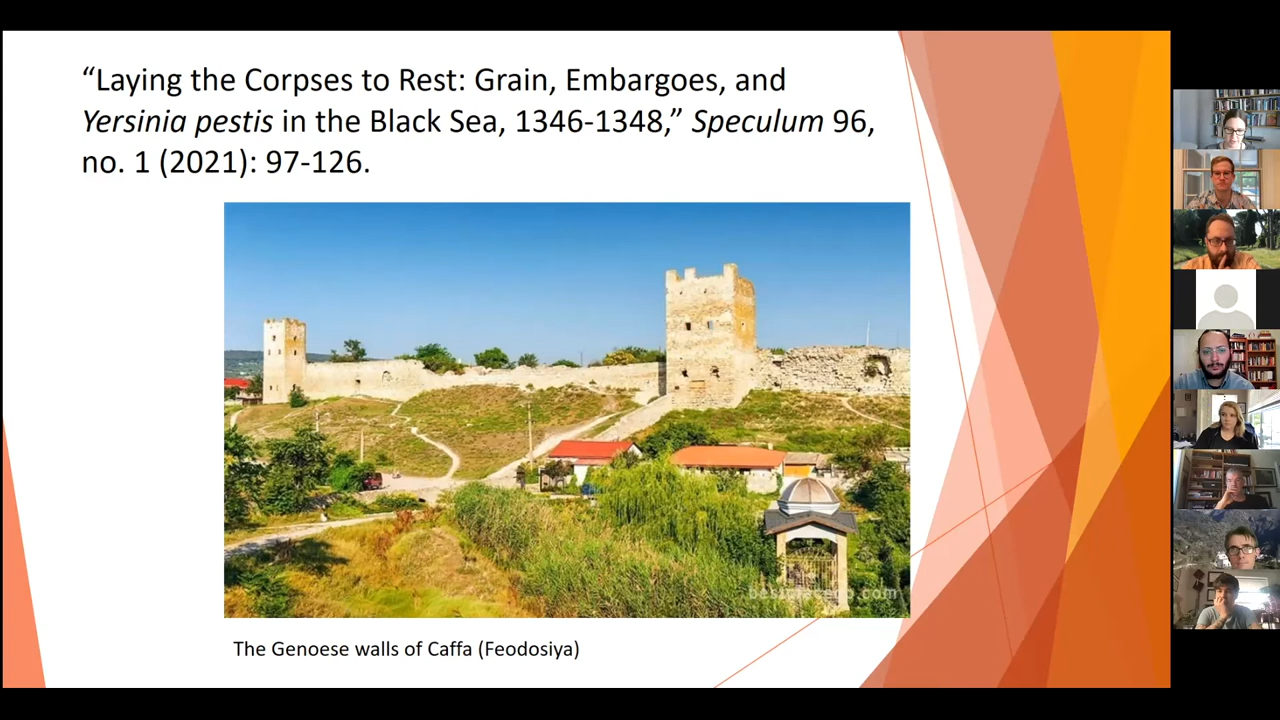 “Laying the Corpses to Rest: Grain, Embargoes, and
Yersinia pestis in the Black Sea, 1346-1348,” Speculum 96,
no. 1 (2021): 97-126.
The Genoese walls of Caffa (Feodosiya)